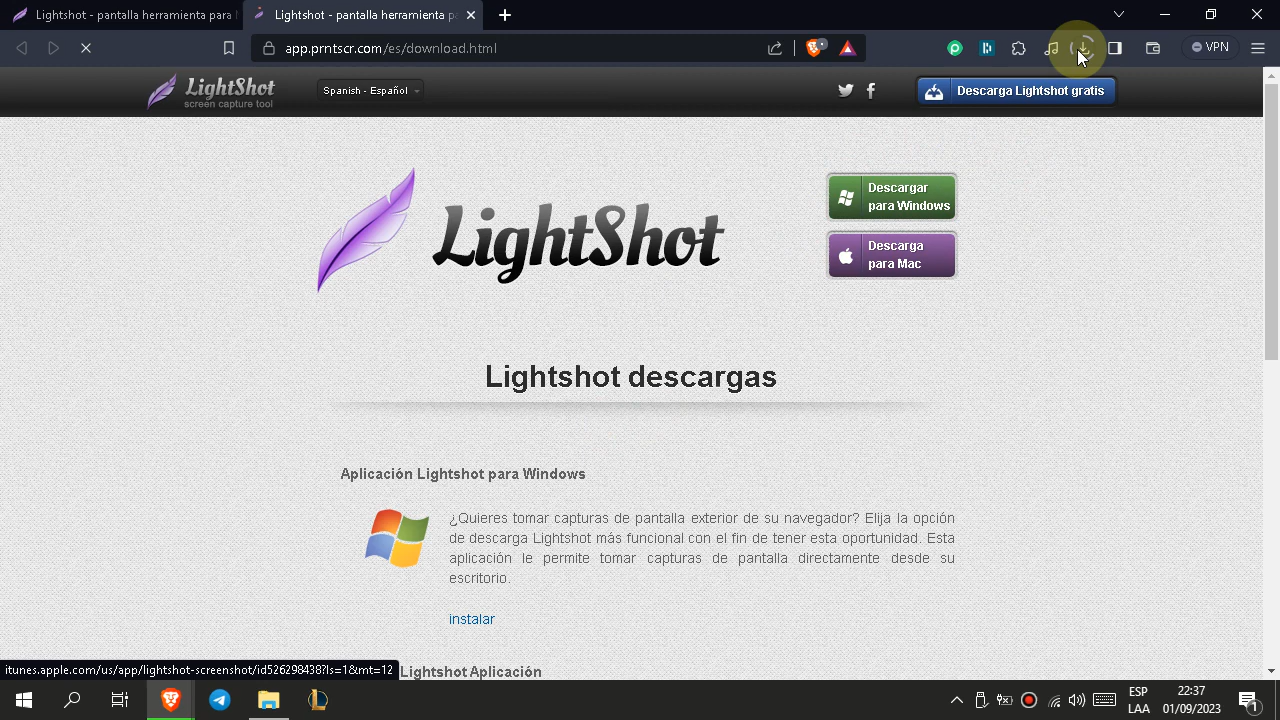 Lightshot - pantalla herramienta para
Lightshot - pantalla herramienta pa
app.prntscr.com/es/download.html
VPN
LightShot
screen capture tool
Spanish - Español
Descarga Lightshot gratis
LightShot
Descargar
para Windows
Descarga
para Mac
Lightshot descargas
Aplicación Lightshot para Windows
¿Quieres tomar capturas de pantalla exterior de su navegador? Elija la opción
de descarga Lightshot más funcional con el fin de tener esta oportunidad. Esta
aplicación le permite tomar capturas de pantalla directamente desde su
escritorio.
instalar
itunes.apple.com/us/app/lightshot-screenshot/id526298438?ls=1&mt=12
Lightshot Aplicación
ESP
LAA
22:37
01/09/2023
1